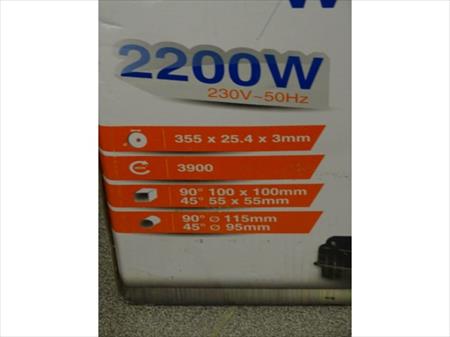 W
2200W
230V~50Hz
355 x 25.4 x 3mm
3900
90° 100 x 100mm
45° 55 x 55mm
90° ⌀ 115mm
45° ⌀ 95mm